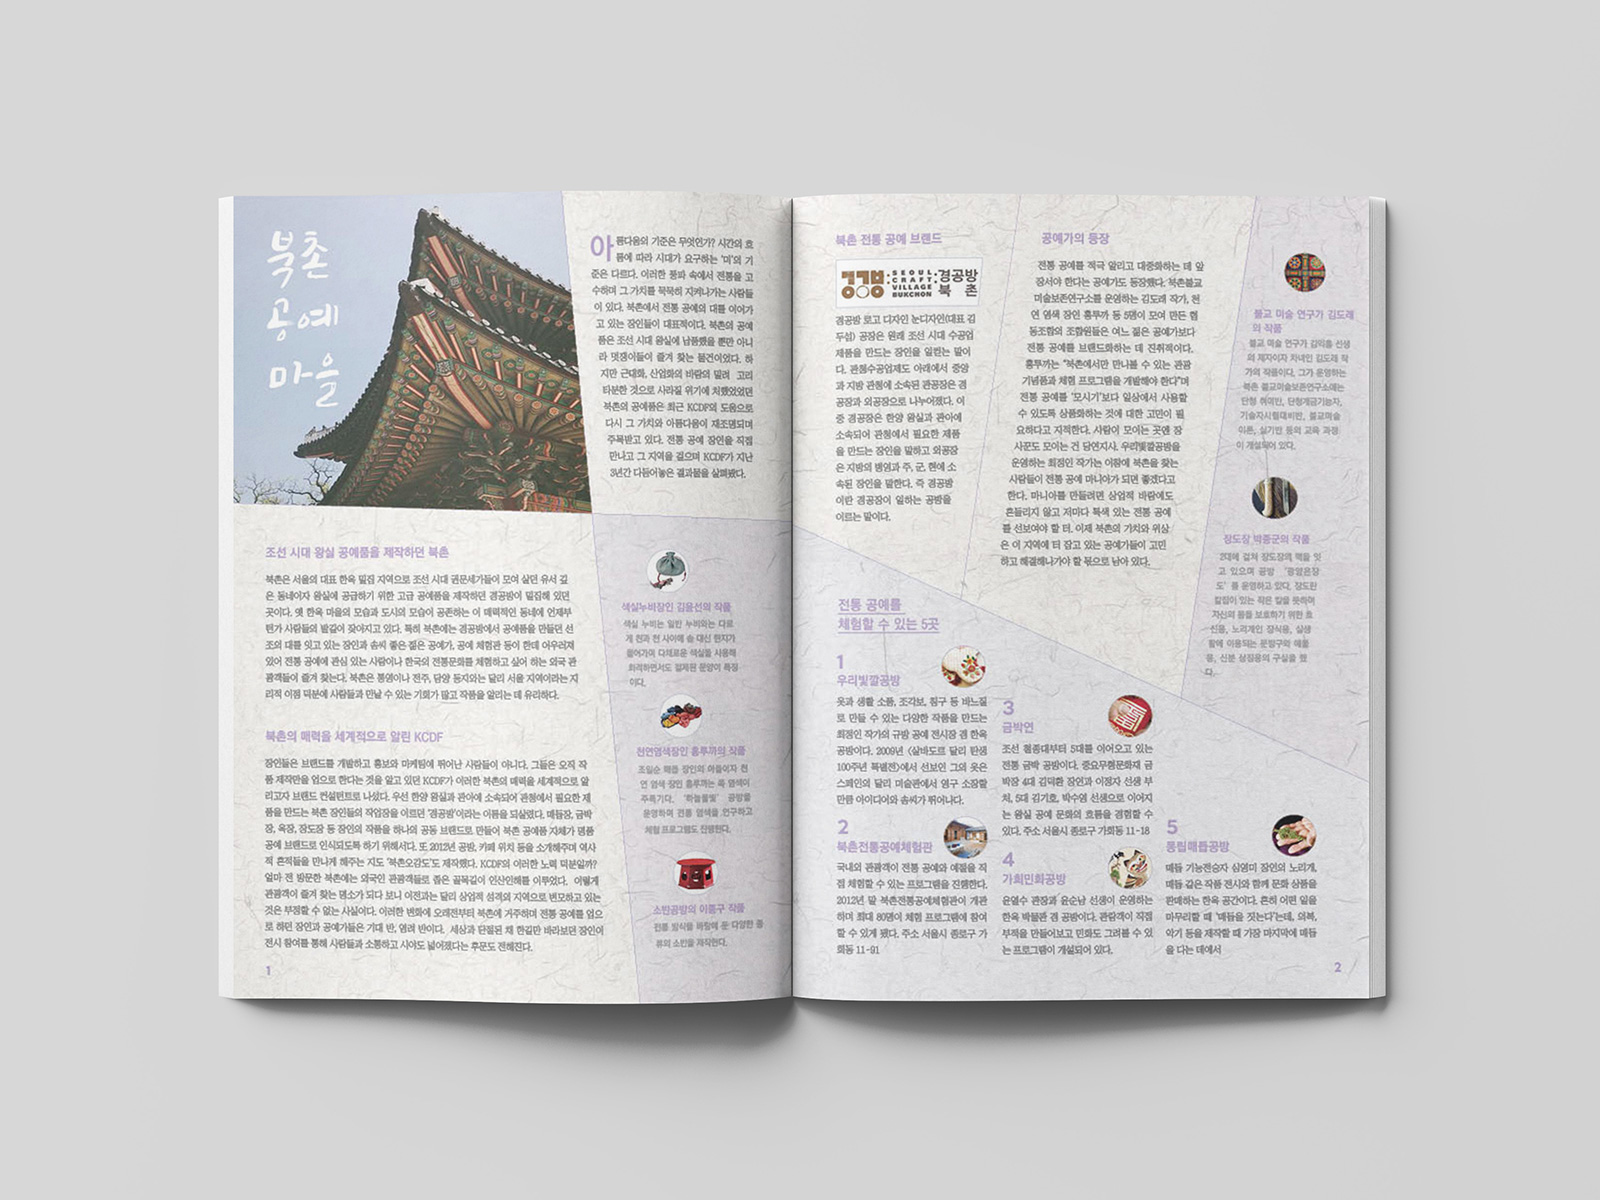 북촌
공예
마을
아름다움의 기준은 무엇인가? 시간의 흐
름에 따라 시대가 요구하는 '미'의 기
준은 다르다. 이러한 풍파 속에서 전통을 고
수하며 그 가치를 묵묵히 지켜나가는 사람들
이 있다. 북촌에서 전통 공예의 대를 이어가
고 있는 장인들이 대표적이다. 북촌의 공예
품은 조선 시대 왕실에 납품했을 뿐만 아니
라 멋쟁이들이 즐겨 찾는 물건이었다. 하
지만 근대화, 산업화의 바람의 밀려 고리
타분한 것으로 사라질 위기에 처했었던
북촌의 공예품은 최근 KCDF의 도움으로
다시 그 가치와 아름다움이 재조명되며
주목받고 있다. 전통 공예 장인을 직접
만나고 그 지역을 걸으며 KCDF가 지난
3년간 다듬어놓은 결과물을 살펴봤다.
조선 시대 왕실 공예품을 제작하던 북촌
북촌은 서울의 대표 한옥 밀집 지역으로 조선 시대 권문세가들이 모여 살던 유서 깊
은 동네이자 왕실에 공급하기 위한 고급 공예품을 제작하던 경공방이 밀집해 있던
곳이다. 옛 한옥 마을의 모습과 도시의 모습이 공존하는 이 매력적인 동네에 언제부
턴가 사람들의 발길이 잦아지고 있다. 특히 북촌에는 경공방에서 공예품을 만들던 선
조의 대를 잇고 있는 장인과 솜씨 좋은 젊은 공예가, 공예 체험관 등이 한데 어우러져
있어 전통 공예에 관심 있는 사람이나 한국의 전통문화를 체험하고 싶어 하는 외국 관
광객들이 즐겨 찾는다. 북촌은 통영이나 전주, 담양 등지와는 달리 서울 지역이라는 지
리적 이점 덕분에 사람들과 만날 수 있는 기회가 많고 작품을 알리는 데 유리하다.
북촌의 매력을 세계적으로 알린 KCDF
장인들은 브랜드를 개발하고 홍보와 마케팅에 뛰어난 사람들이 아니다. 그들은 오직 작
품 제작만을 업으로 한다는 것을 알고 있던 KCDF가 이러한 북촌의 매력을 세계적으로 알
리고자 브랜드 컨설턴트로 나섰다. 우선 한양 왕실과 관아에 소속되어 관청에서 필요한 제
품을 만드는 북촌 장인들의 작업장을 이르던 '경공방'이라는 이름을 되살렸다. 매듭장, 금박
장, 옥장, 장도장 등 장인의 작품을 하나의 공동 브랜드로 만들어 북촌 공예품 자체가 명품
공예 브랜드로 인식되도록 하기 위해서다. 또 2012년 공방, 카페 위치 등을 소개해주며 역사
적 흔적들을 만나게 해주는 지도 '북촌오감도'도 제작했다. KCDF의 이러한 노력 덕분일까?
얼마 전 방문한 북촌에는 외국인 관광객들로 좁은 골목길이 인산인해를 이루었다. 이렇게
관광객이 즐겨 찾는 명소가 되다 보니 이전과는 달리 상업적 성격의 지역으로 변모하고 있는
것은 부정할 수 없는 사실이다. 이러한 변화에 오래전부터 북촌에 거주하며 전통 공예를 업으
로 하던 장인과 공예가들은 기대 반, 염려 반이다. 세상과 단절된 채 한길만 바라보던 장인이
전시 참여를 통해 사람들과 소통하고 시야도 넓어졌다는 후문도 전해진다.
1
색실누비장인 김윤선의 작품
색실 누비는 일반 누비와는 다르
게 천과 천 사이에 솜 대신 한지가
들어가며 다채로운 색실을 사용해
화려하면서도 절제된 문양이 특징
이다.
천연염색장인 홍루까의 작품
조일순 매듭 장인의 아들이자 천
연 염색 장인 홍루까는 쪽 염색이
주특기다. '하늘물빛' 공방을
운영하며 전통 염색을 연구하고
체험 프로그램도 진행한다.
소반공방의 이종구 작품
전통 방식을 바탕에 둔 다양한 종
류의 소반을 제작한다.
북촌 전통 공예 브랜드
경공방 SEOUL CRAFT VILLAGE BUKCHON 경공방 북촌
경공방 로고 디자인 눈디자인(대표 김
두섭) 공장은 원래 조선 시대 수공업
제품을 만드는 장인을 일컫는 말이
다. 관청수공업제도 아래에서 중앙
과 지방 관청에 소속된 관공장은 경
공장과 외공장으로 나누어졌다. 이
중 경공장은 한양 왕실과 관아에
소속되어 관청에서 필요한 제품
을 만드는 장인을 말하고 외공장
은 지방의 병영과 주, 군, 현에 소
속된 장인을 말한다. 즉 경공방
이란 경공장이 일하는 공방을
이르는 말이다.
공예가의 등장
전통 공예를 적극 알리고 대중화하는 데 앞
장서야 한다는 공예가도 등장했다. 북촌불교
미술보존연구소를 운영하는 김도래 작가, 천
연 염색 장인 홍루까 등 5명이 모여 만든 협
동조합의 조합원들은 여느 젊은 공예가보다
전통 공예를 브랜드화하는 데 진취적이다.
홍루까는 "북촌에서만 만나볼 수 있는 관광
기념품과 체험 프로그램을 개발해야 한다"며
전통 공예를 '모시기'보다 일상에서 사용할
수 있도록 상품화하는 것에 대한 고민이 필
요하다고 지적한다. 사람이 모이는 곳엔 장
사꾼도 모이는 건 당연지사. 우리빛깔공방을
운영하는 최정인 작가는 이참에 북촌을 찾는
사람들이 전통 공예 마니아가 되면 좋겠다고
한다. 마니아를 만들려면 상업적 바람에도
흔들리지 않고 저마다 특색 있는 전통 공예
를 선보여야 할 터. 이제 북촌의 가치와 위상
은 이 지역에 터 잡고 있는 공예가들이 고민
하고 해결해나가야 할 몫으로 남아 있다.
불교 미술 연구가 김도래
의 작품
불교 미술 연구가 김익홍 선생
의 제자이자 차녀인 김도래 작
가의 작품이다. 그가 운영하는
북촌 불교미술보존연구소에는
단청 취미반, 단청개금기능자,
기술자시험대비반, 불교미술
이론, 실기반 등의 교육 과정
이 개설되어 있다.
장도장 박종군의 작품
2대에 걸쳐 장도장의 맥을 잇
고 있으며 공방 '광양은장
도'를 운영하고 있다. 장도란
칼집이 있는 작은 칼을 뜻하며
자신의 몸을 보호하기 위한 호
신용, 노리개인 장식용, 실생
활에 이용되는 문방구와 애물
용, 신분 상징용의 구실을 했
다.
전통 공예를
체험할 수 있는 5곳
1
우리빛깔공방
옷과 생활 소품, 조각보, 침구 등 바느질
로 만들 수 있는 다양한 작품을 만드는
최정인 작가의 규방 공예 전시장 겸 한옥
공방이다. 2009년 〈살바도르 달리 탄생
100주년 특별전〉에서 선보인 그의 옷은
스페인의 달리 미술관에서 영구 소장할
만큼 아이디어와 솜씨가 뛰어나다.
2
북촌전통공예체험관
국내외 관광객이 전통 공예와 예절을 직
접 체험할 수 있는 프로그램을 진행한다.
2012년 말 북촌전통공예체험관이 개관
하며 최대 80명이 체험 프로그램에 참여
할 수 있게 됐다. 주소 서울시 종로구 가
회동 11-91
3
금박연
조선 철종대부터 5대를 이어오고 있는
전통 금박 공방이다. 중요무형문화재 금
박장 4대 김덕환 장인과 이정자 선생 부
처, 5대 김기호, 박수영 선생으로 이어지
는 왕실 공예 문화의 흐름을 경험할 수
있다. 주소 서울시 종로구 가회동 11-18
4
가회민화공방
윤열수 관장과 윤순남 선생이 운영하는
한옥 박물관 겸 공방이다. 관람객이 직접
부적을 만들어보고 민화도 그려볼 수 있
는 프로그램이 개설되어 있다.
5
동림매듭공방
매듭 기능전승자 심영미 장인의 노리개,
매듭 같은 작품 전시와 함께 문화 상품을
판매하는 한옥 공간이다. 흔히 어떤 일을
마무리할 때 '매듭을 짓는다'는데, 의복,
악기 등을 제작할 때 가장 마지막에 매듭
을 다는 데에서
2